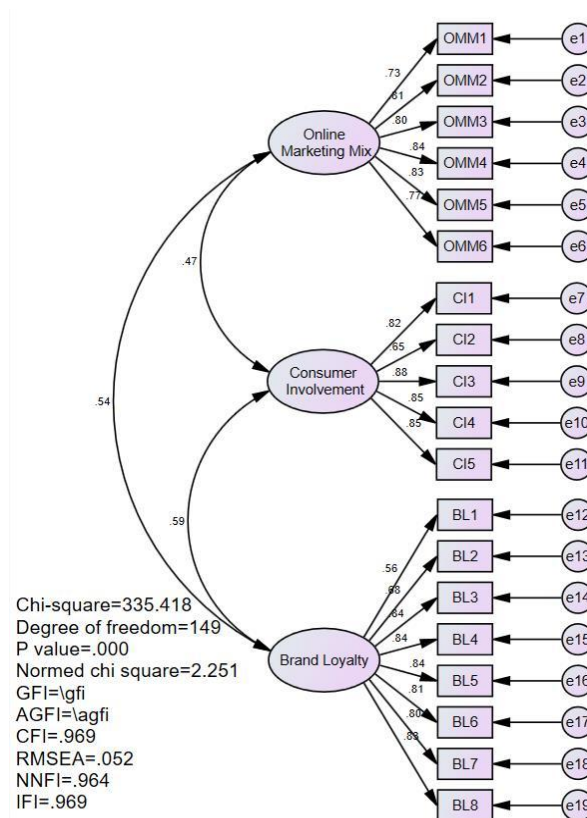 OMM1
e1
.73
OMM2
e2
.81
OMM3
e3
.80
Online
Marketing Mix
OMM4
e4
.84
OMM5
e5
.83
OMM6
e6
.77
.47
CI1
e7
.82
CI2
e8
.65
CI3
e9
.88
Consumer
Involvement
CI4
e10
.85
CI5
e11
.85
.54
.59
BL1
e12
.56
BL2
e13
.68
BL3
e14
.84
Brand Loyalty
BL4
e15
.84
BL5
e16
.84
BL6
e17
.81
BL7
e18
.80
BL8
e19
.83
Chi-square=335.418
Degree of freedom=149
P value=.000
Normed chi square=2.251
GFI=\gfi
AGFI=\agfi
CFI=.969
RMSEA=.052
NNFI=.964
IFI=.969